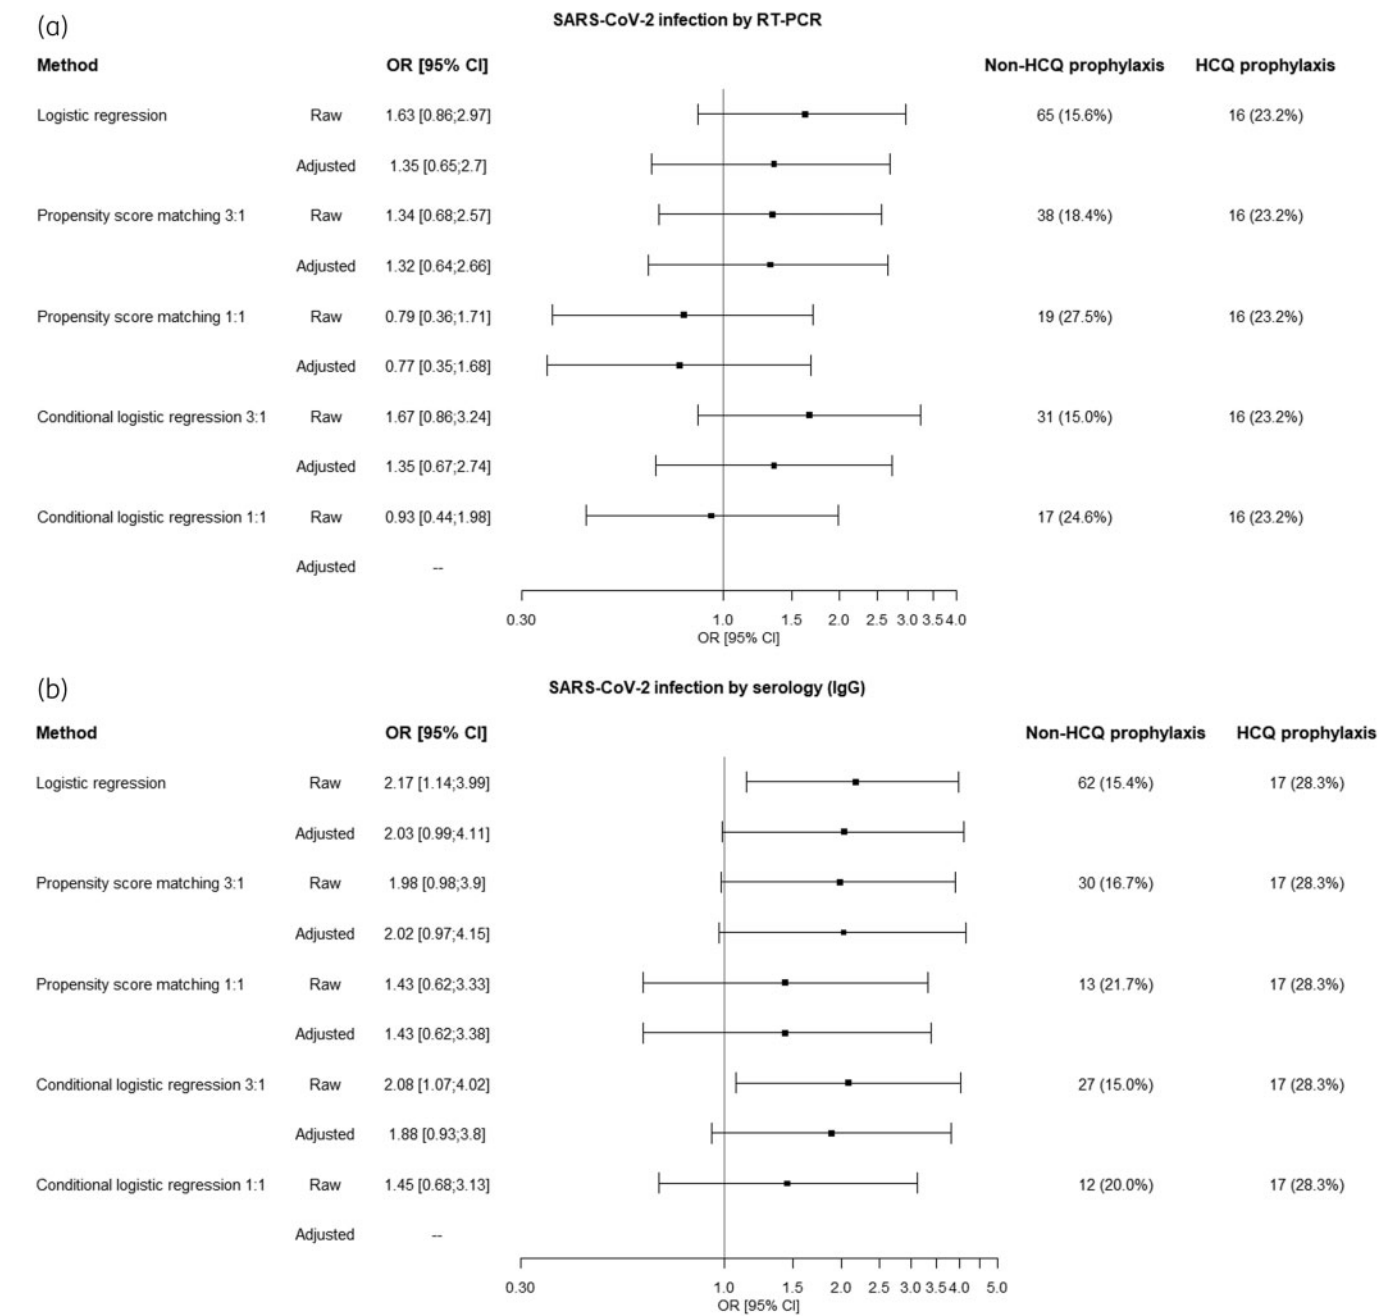 (a)
SARS-CoV-2 infection by RT-PCR
Method OR [95% CI] Non-HCQ prophylaxis HCQ prophylaxis
Logistic regression Raw 1.63 [0.86;2.97] 65 (15.6%) 16 (23.2%)
Adjusted 1.35 [0.65;2.7]
Propensity score matching 3:1 Raw 1.34 [0.68;2.57] 38 (18.4%) 16 (23.2%)
Adjusted 1.32 [0.64;2.66]
Propensity score matching 1:1 Raw 0.79 [0.36;1.71] 19 (27.5%) 16 (23.2%)
Adjusted 0.77 [0.35;1.68]
Conditional logistic regression 3:1 Raw 1.67 [0.86;3.24] 31 (15.0%) 16 (23.2%)
Adjusted 1.35 [0.67;2.74]
Conditional logistic regression 1:1 Raw 0.93 [0.44;1.98] 17 (24.6%) 16 (23.2%)
Adjusted --
0.30 1.0 1.5 2.0 2.5 3.0 3.5 4.0
OR [95% CI]
(b)
SARS-CoV-2 infection by serology (IgG)
Method OR [95% CI] Non-HCQ prophylaxis HCQ prophylaxis
Logistic regression Raw 2.17 [1.14;3.99] 62 (15.4%) 17 (28.3%)
Adjusted 2.03 [0.99;4.11]
Propensity score matching 3:1 Raw 1.98 [0.98;3.9] 30 (16.7%) 17 (28.3%)
Adjusted 2.02 [0.97;4.15]
Propensity score matching 1:1 Raw 1.43 [0.62;3.33] 13 (21.7%) 17 (28.3%)
Adjusted 1.43 [0.62;3.38]
Conditional logistic regression 3:1 Raw 2.08 [1.07;4.02] 27 (15.0%) 17 (28.3%)
Adjusted 1.88 [0.93;3.8]
Conditional logistic regression 1:1 Raw 1.45 [0.68;3.13] 12 (20.0%) 17 (28.3%)
Adjusted --
0.30 1.0 1.5 2.0 2.5 3.0 3.5 4.0 5.0
OR [95% CI]